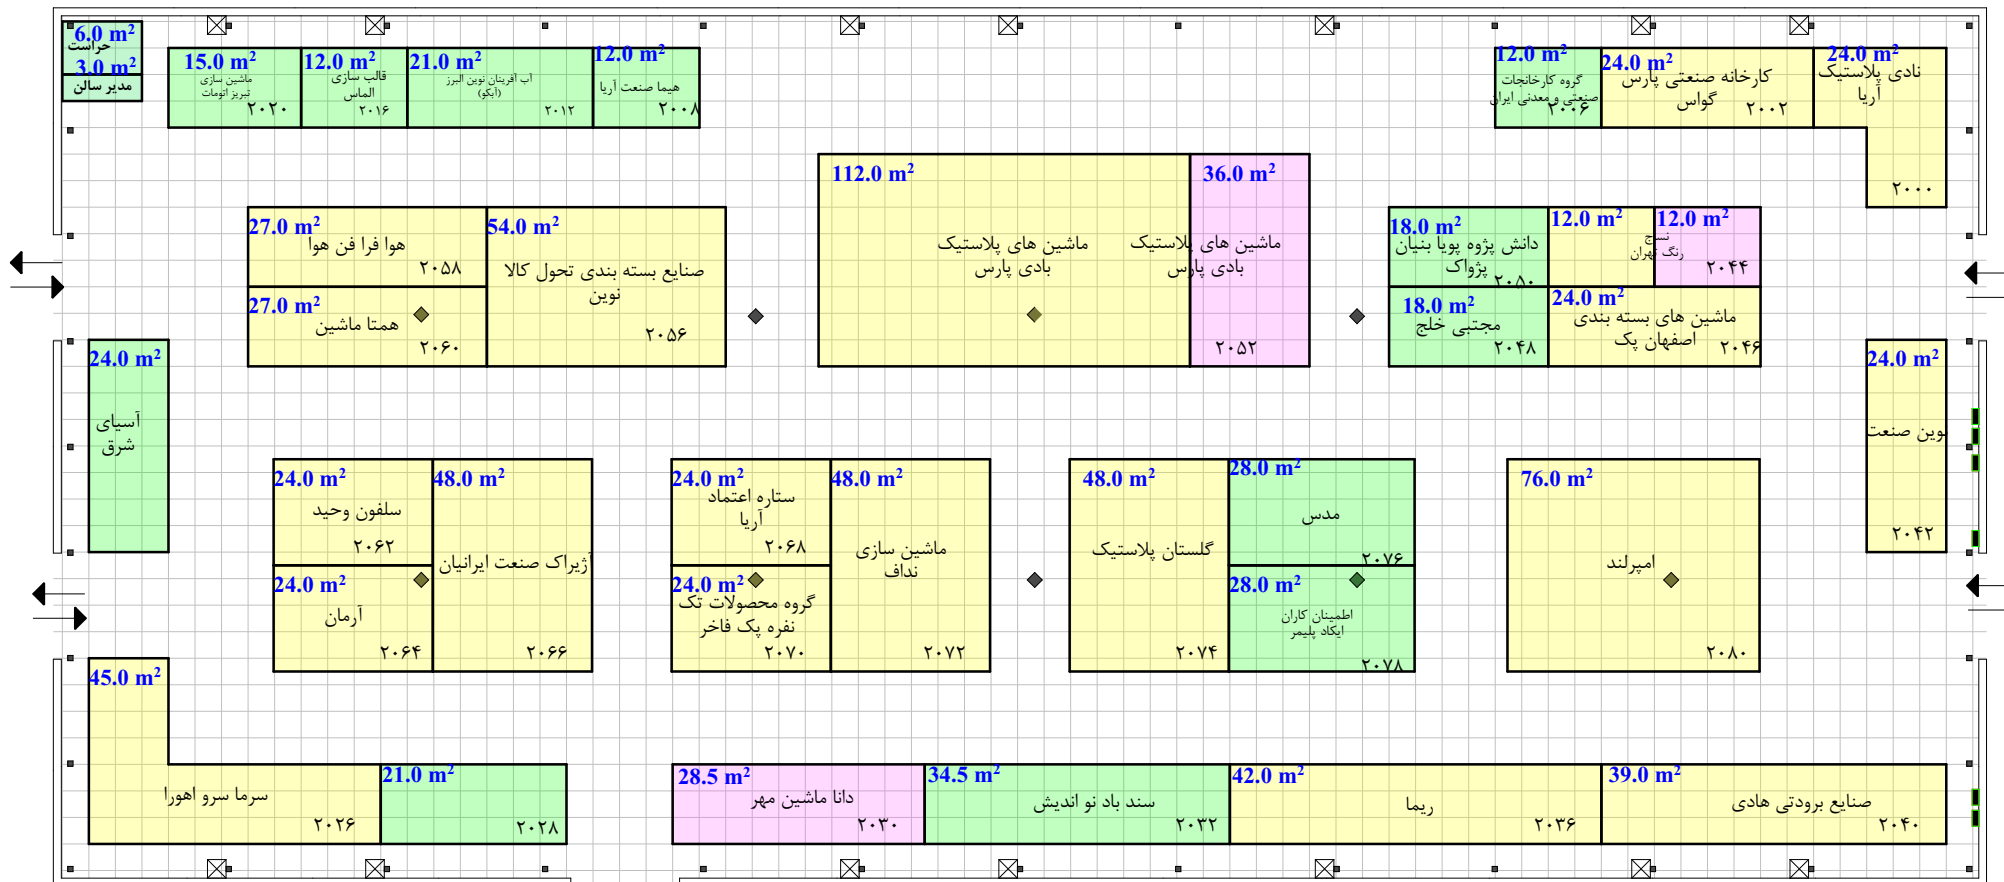 6.0 m²
حراست
3.0 m²
مدیر سالن
15.0 m²
ماشین سازی
تبریز اتومات
۲۰۲۰
12.0 m²
قالب سازی
الماس
۲۰۱۶
21.0 m²
آب آفرینان نوین البرز
(آبکو)
۲۰۱۲
12.0 m²
هیما صنعت آریا
۲۰۰۸
12.0 m²
گروه کارخانجات
صنعتی و معدنی ایران
۲۰۰۶
24.0 m²
کارخانه صنعتی پارس
گواس
۲۰۰۲
24.0 m²
نادی پلاستیک
آریا
۲۰۰۰
27.0 m²
هوا فرا فن هوا
۲۰۵۸
27.0 m²
همتا ماشین
۲۰۶۰
54.0 m²
صنایع بسته بندی تحول کالا
نوین
۲۰۵۶
112.0 m²
ماشین های پلاستیک
بادی پارس
36.0 m²
ماشین های پلاستیک
بادی پارس
۲۰۵۲
18.0 m²
دانش پژوه پویا بنیان
پژواک
۲۰۵۰
12.0 m²
نسج
رنگ تهران
12.0 m²
۲۰۴۴
18.0 m²
مجتبی خلج
۲۰۴۸
24.0 m²
ماشین های بسته بندی
اصفهان پک
۲۰۴۶
24.0 m²
آسیای
شرق
24.0 m²
نوین صنعت
۲۰۴۲
24.0 m²
سلفون وحید
۲۰۶۲
24.0 m²
آرمان
۲۰۶۴
48.0 m²
آژیراک صنعت ایرانیان
۲۰۶۶
24.0 m²
ستاره اعتماد
آریا
۲۰۶۸
24.0 m²
گروه محصولات تک
نفره پک فاخر
۲۰۷۰
48.0 m²
ماشین سازی
نداف
۲۰۷۲
48.0 m²
گلستان پلاستیک
۲۰۷۴
28.0 m²
مدس
۲۰۷۶
28.0 m²
اطمینان کاران
ایکاد پلیمر
۲۰۷۸
76.0 m²
امپرلند
۲۰۸۰
45.0 m²
سرما سرو اهورا
۲۰۲۶
21.0 m²
۲۰۲۸
28.5 m²
دانا ماشین مهر
۲۰۳۰
34.5 m²
سند باد نو اندیش
۲۰۳۲
42.0 m²
ریما
۲۰۳۶
39.0 m²
صنایع برودتی هادی
۲۰۴۰